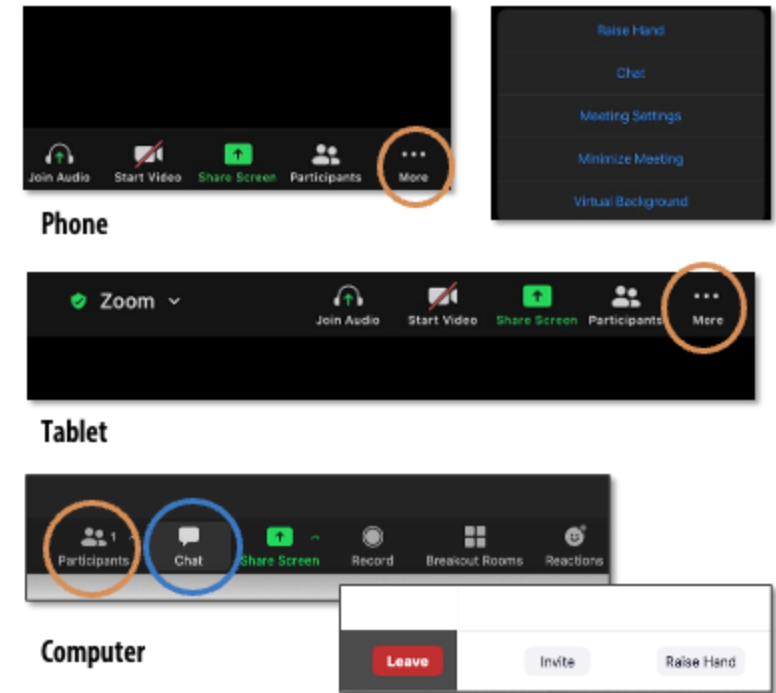 Raise Hand
Chat
Meeting Settings
Minimize Meeting
Virtual Background
Join Audio Start Video Share Screen Participants More
Phone
Zoom
Join Audio Start Video Share Screen Participants More
Tablet
1
Participants Chat Share Screen Record Breakout Rooms Reactions
Leave Invite Raise Hand
Computer